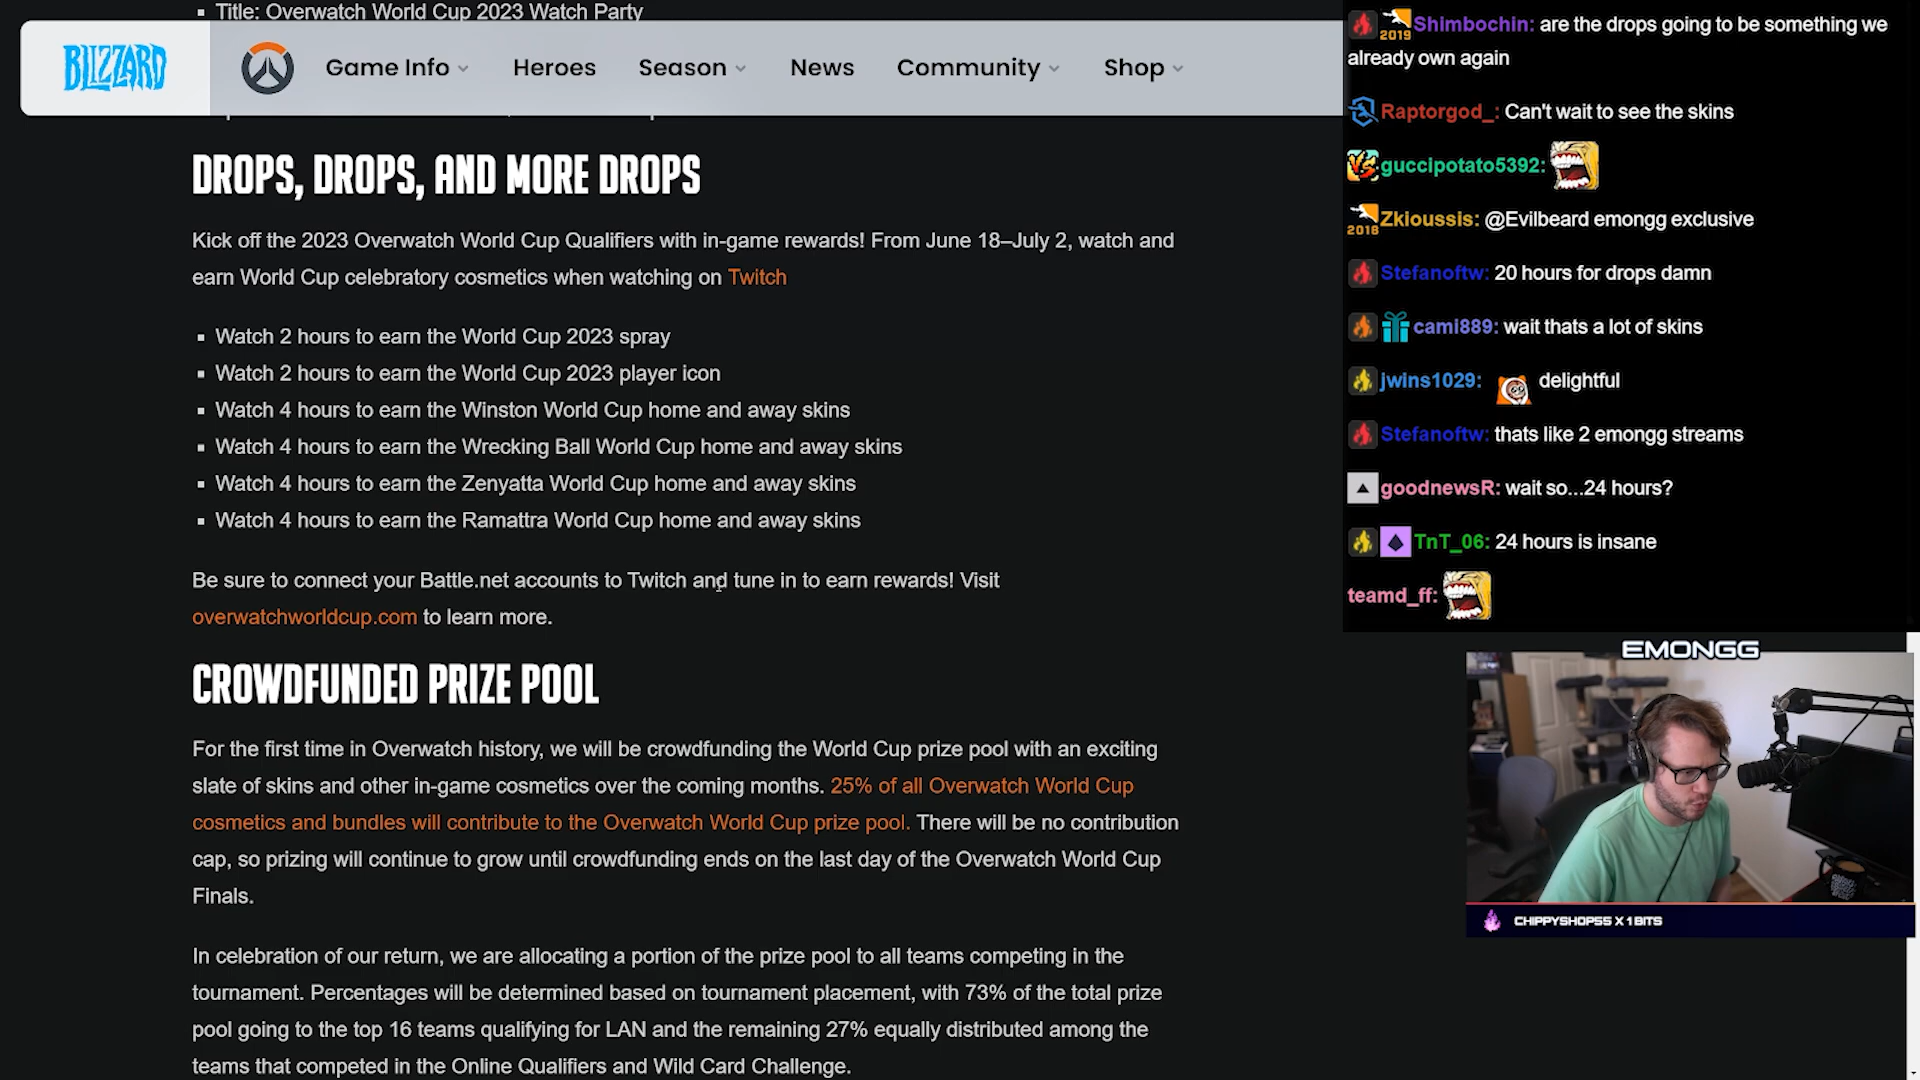 Title: Overwatch World Cup 2023 Watch Party
BLIZZARD
Game Info
Heroes
Season
News
Community
Shop
DROPS, DROPS, AND MORE DROPS
Kick off the 2023 Overwatch World Cup Qualifiers with in-game rewards! From June 18–July 2, watch and
earn World Cup celebratory cosmetics when watching on Twitch
Watch 2 hours to earn the World Cup 2023 spray
Watch 2 hours to earn the World Cup 2023 player icon
Watch 4 hours to earn the Winston World Cup home and away skins
Watch 4 hours to earn the Wrecking Ball World Cup home and away skins
Watch 4 hours to earn the Zenyatta World Cup home and away skins
Watch 4 hours to earn the Ramattra World Cup home and away skins
Be sure to connect your Battle.net accounts to Twitch and tune in to earn rewards! Visit
overwatchworldcup.com to learn more.
CROWDFUNDED PRIZE POOL
For the first time in Overwatch history, we will be crowdfunding the World Cup prize pool with an exciting
slate of skins and other in-game cosmetics over the coming months. 25% of all Overwatch World Cup
cosmetics and bundles will contribute to the Overwatch World Cup prize pool. There will be no contribution
cap, so prizing will continue to grow until crowdfunding ends on the last day of the Overwatch World Cup
Finals.
In celebration of our return, we are allocating a portion of the prize pool to all teams competing in the
tournament. Percentages will be determined based on tournament placement, with 73% of the total prize
pool going to the top 16 teams qualifying for LAN and the remaining 27% equally distributed among the
teams that competed in the Online Qualifiers and Wild Card Challenge.
2019 Shimbochin: are the drops going to be something we
already own again
Raptorgod_: Can't wait to see the skins
VS guccipotato5392:
2018 Zkioussis: @Evilbeard emongg exclusive
Stefanoftw: 20 hours for drops damn
cami889: wait thats a lot of skins
jwins1029: delightful
Stefanoftw: thats like 2 emongg streams
goodnewsR: wait so...24 hours?
TnT_06: 24 hours is insane
teamd_ff:
EMONGG
CHIPPYSHOP55 X 1 BITS